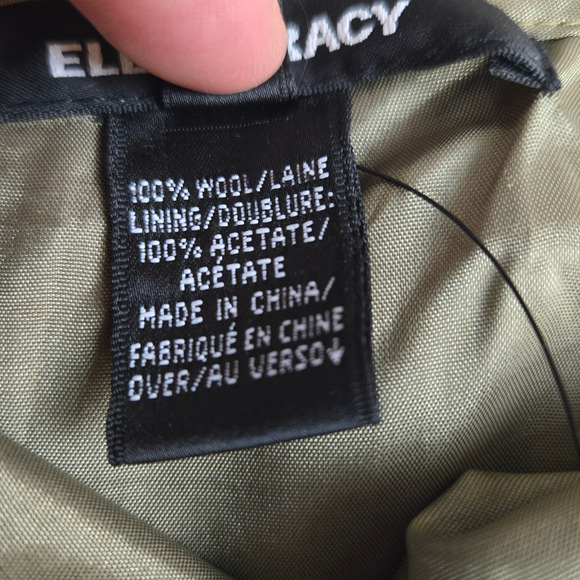 RACY
100% WOOL/LAINE
LINING/DOUBLURE:
100% ACETATE/
ACÉTATE
MADE IN CHINA/
FABRIQUÉ EN CHINE
OVER/AU VERSO↓